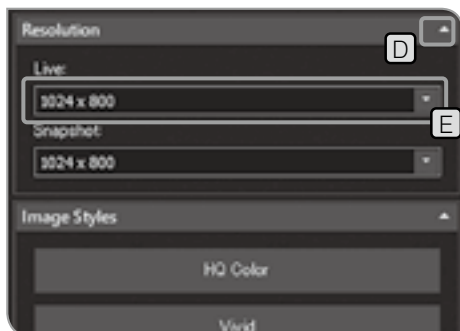 Resolution
D
Live:
1024 x 800
E
Snapshot:
1024 x 800
Image Styles
HQ Color
Vivid